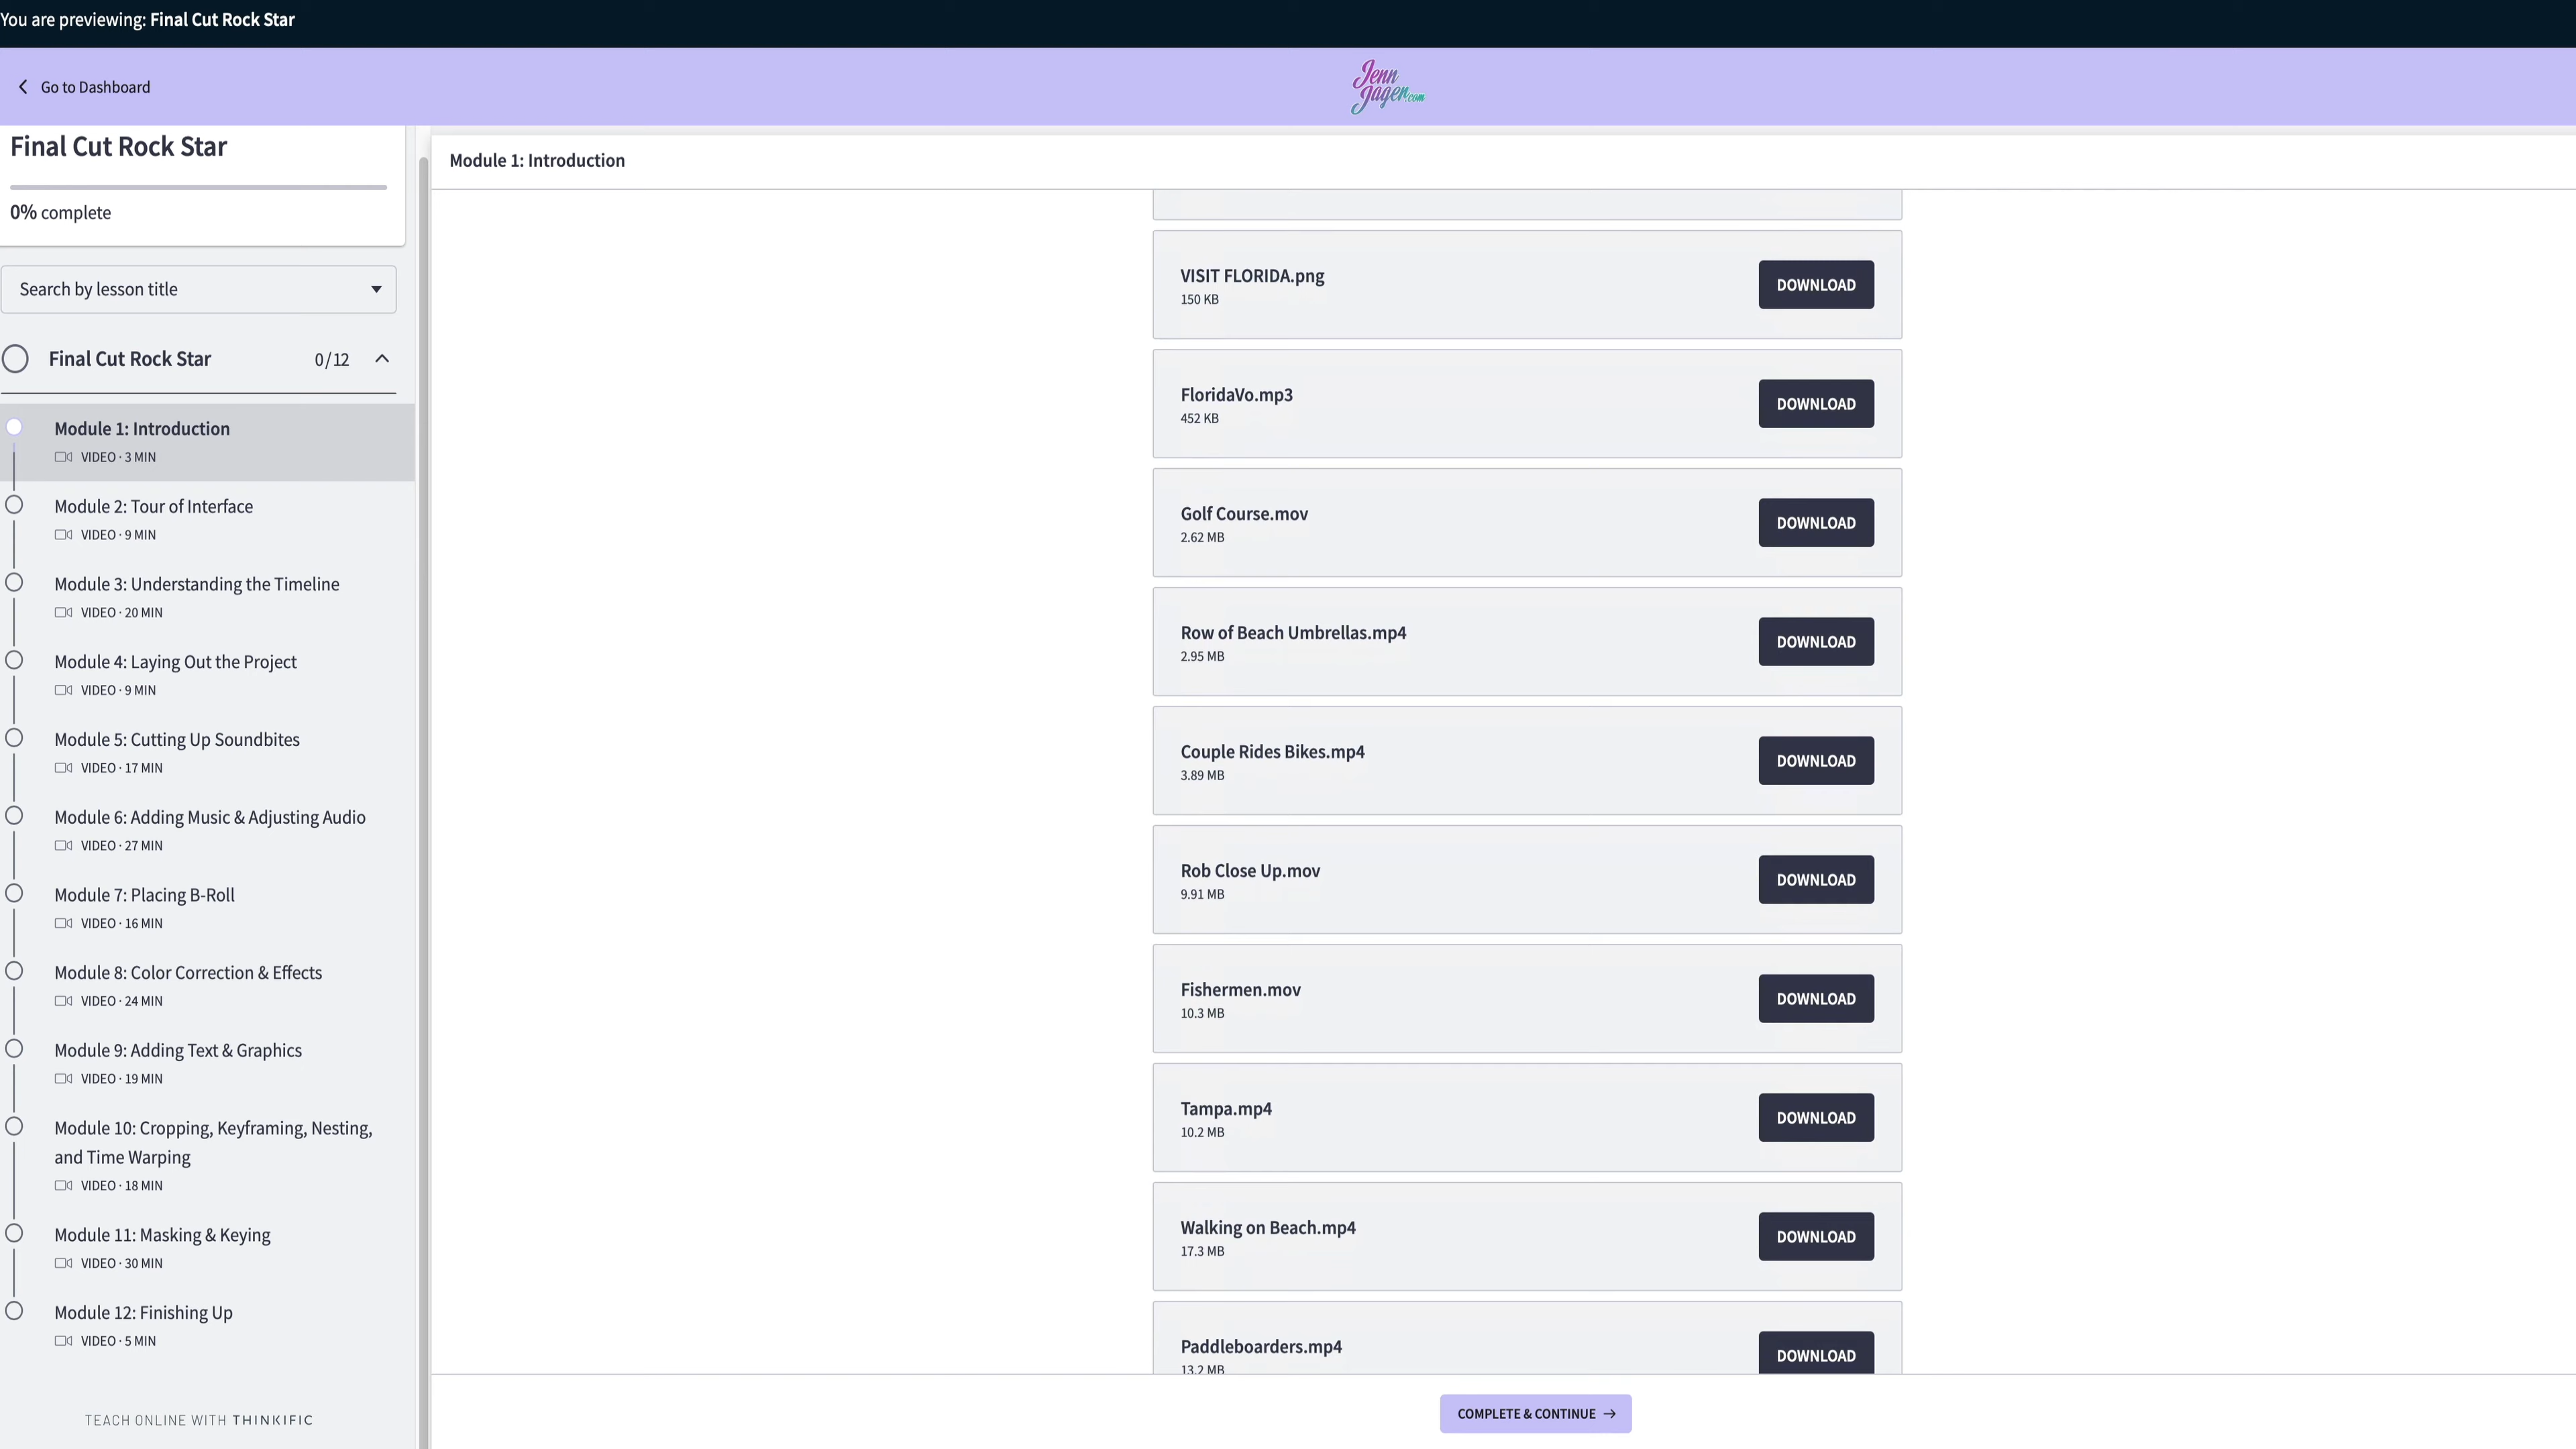 You are previewing: Final Cut Rock Star
Go to Dashboard
Jenn
Jager.com
Final Cut Rock Star
0% complete
Search by lesson title
Final Cut Rock Star 0/12
Module 1: Introduction
VIDEO · 3 MIN
Module 2: Tour of Interface
VIDEO · 9 MIN
Module 3: Understanding the Timeline
VIDEO · 20 MIN
Module 4: Laying Out the Project
VIDEO · 9 MIN
Module 5: Cutting Up Soundbites
VIDEO · 17 MIN
Module 6: Adding Music & Adjusting Audio
VIDEO · 27 MIN
Module 7: Placing B-Roll
VIDEO · 16 MIN
Module 8: Color Correction & Effects
VIDEO · 24 MIN
Module 9: Adding Text & Graphics
VIDEO · 19 MIN
Module 10: Cropping, Keyframing, Nesting,
and Time Warping
VIDEO · 18 MIN
Module 11: Masking & Keying
VIDEO · 30 MIN
Module 12: Finishing Up
VIDEO · 5 MIN
TEACH ONLINE WITH THINKIFIC
Module 1: Introduction
VISIT FLORIDA.png
150 KB
DOWNLOAD
FloridaVo.mp3
452 KB
DOWNLOAD
Golf Course.mov
2.62 MB
DOWNLOAD
Row of Beach Umbrellas.mp4
2.95 MB
DOWNLOAD
Couple Rides Bikes.mp4
3.89 MB
DOWNLOAD
Rob Close Up.mov
9.91 MB
DOWNLOAD
Fishermen.mov
10.3 MB
DOWNLOAD
Tampa.mp4
10.2 MB
DOWNLOAD
Walking on Beach.mp4
17.3 MB
DOWNLOAD
Paddleboarders.mp4
13.2 MB
DOWNLOAD
COMPLETE & CONTINUE →